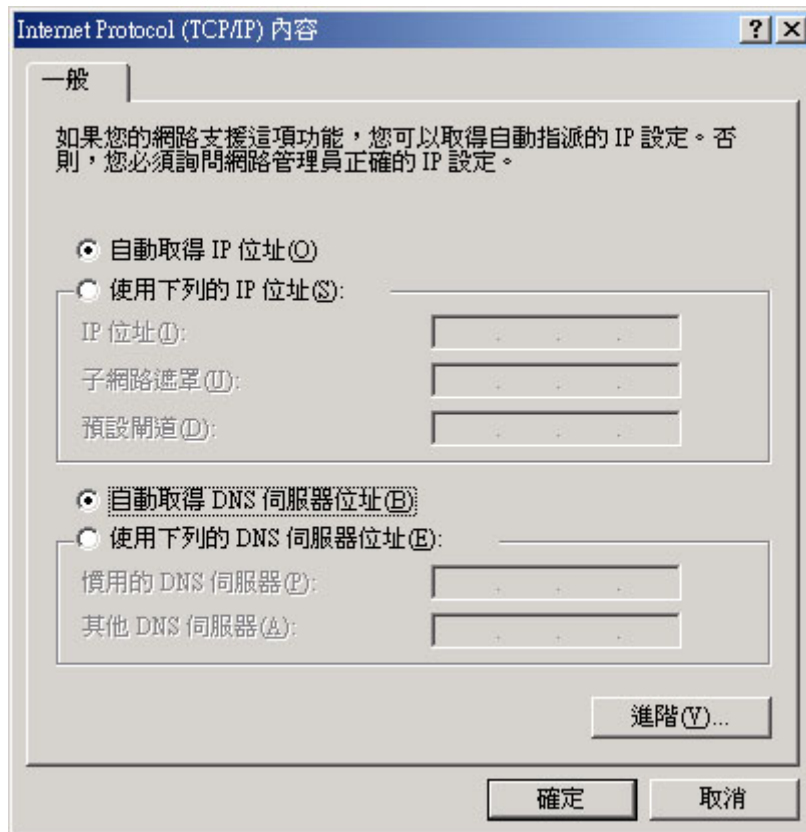 Internet Protocol (TCP/IP) 內容
一般
如果您的網路支援這項功能，您可以取得自動指派的 IP 設定。否
則，您必須詢問網路管理員正確的 IP 設定。
自動取得 IP 位址(O)
使用下列的 IP 位址(S):
IP 位址(I):
子網路遮罩(U):
預設閘道(D):
自動取得 DNS 伺服器位址(B)
使用下列的 DNS 伺服器位址(E):
慣用的 DNS 伺服器(P):
其他 DNS 伺服器(A):
進階(V)...
確定
取消